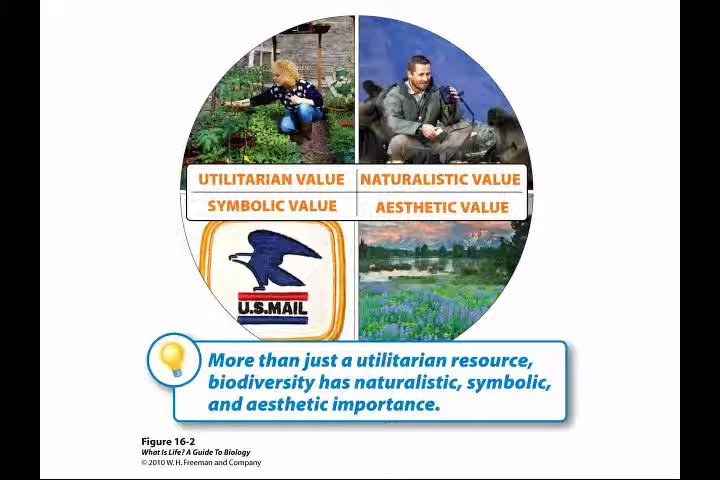 UTILITARIAN VALUE
NATURALISTIC VALUE
SYMBOLIC VALUE
AESTHETIC VALUE
U.S.MAIL
More than just a utilitarian resource,
biodiversity has naturalistic, symbolic,
and aesthetic importance.
Figure 16-2
What Is Life? A Guide To Biology
© 2010 W. H. Freeman and Company